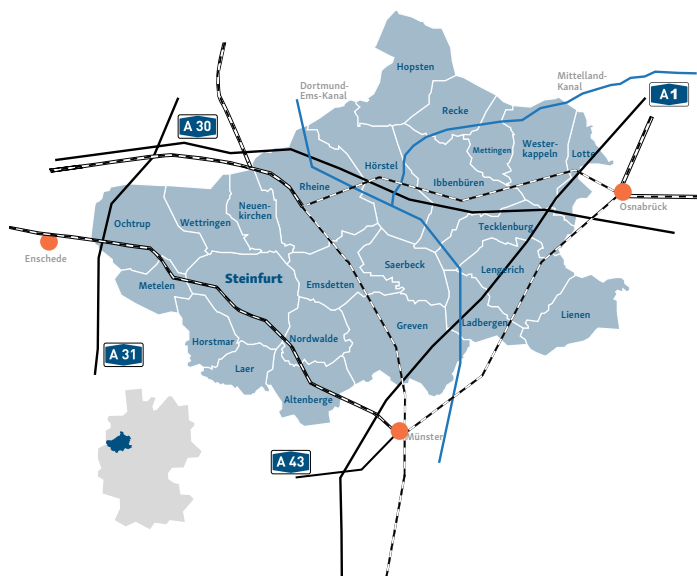 Hopsten
Dortmund-
Ems-Kanal
Mittelland-
Kanal
A 1
Recke
A 30
Mettingen
Wester-
kappeln
Lotte
Hörstel
Rheine
Ibbenbüren
Osnabrück
Neuen-
kirchen
Ochtrup
Wettringen
Tecklenburg
Enschede
Saerbeck
Lengerich
Steinfurt
Metelen
Emsdetten
Lienen
Greven
Ladbergen
Horstmar
Nordwalde
A 31
Laer
Altenberge
Münster
A 43